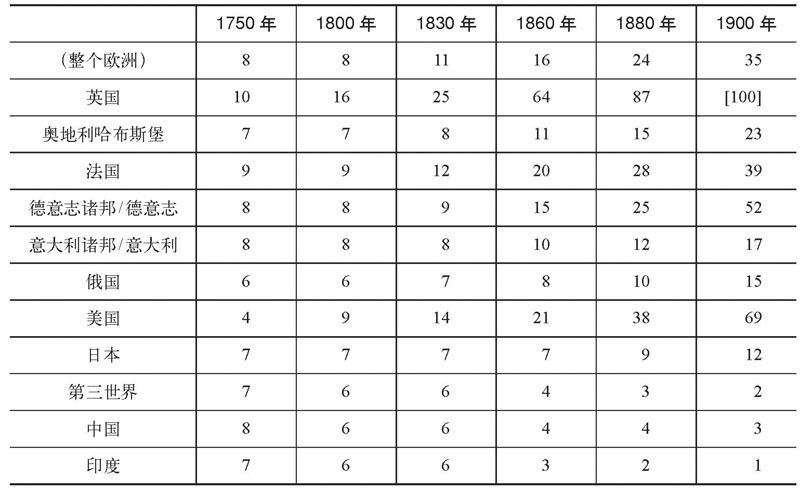 1750 年 1800 年 1830 年 1860 年 1880 年 1900 年
（整个欧洲） 8 8 11 16 24 35
英国 10 16 25 64 87 [100]
奥地利哈布斯堡 7 7 8 11 15 23
法国 9 9 12 20 28 39
德意志诸邦/德意志 8 8 9 15 25 52
意大利诸邦/意大利 8 8 8 10 12 17
俄国 6 6 7 8 10 15
美国 4 9 14 21 38 69
日本 7 7 7 7 9 12
第三世界 7 6 6 4 3 2
中国 8 6 6 4 4 3
印度 7 6 6 3 2 1